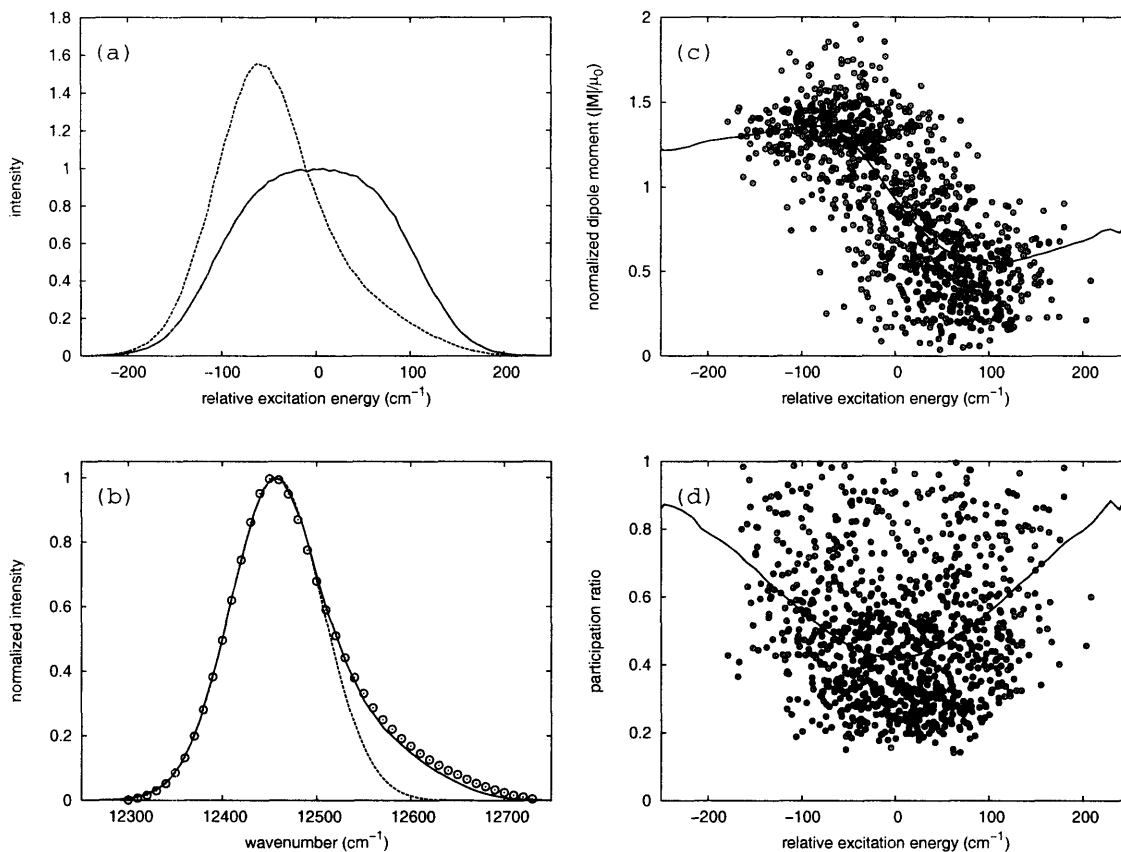 (a)
intensity
1.8
1.6
1.4
1.2
1
0.8
0.6
0.4
0.2
0
−200 −100 0 100 200
relative excitation energy (cm−1)
(c)
normalized dipole moment (|M|/μ0)
2
1.5
1
0.5
0
−200 −100 0 100 200
relative excitation energy (cm−1)
(b)
normalized intensity
1
0.8
0.6
0.4
0.2
0
12300 12400 12500 12600 12700
wavenumber (cm−1)
(d)
participation ratio
1
0.8
0.6
0.4
0.2
0
−200 −100 0 100 200
relative excitation energy (cm−1)